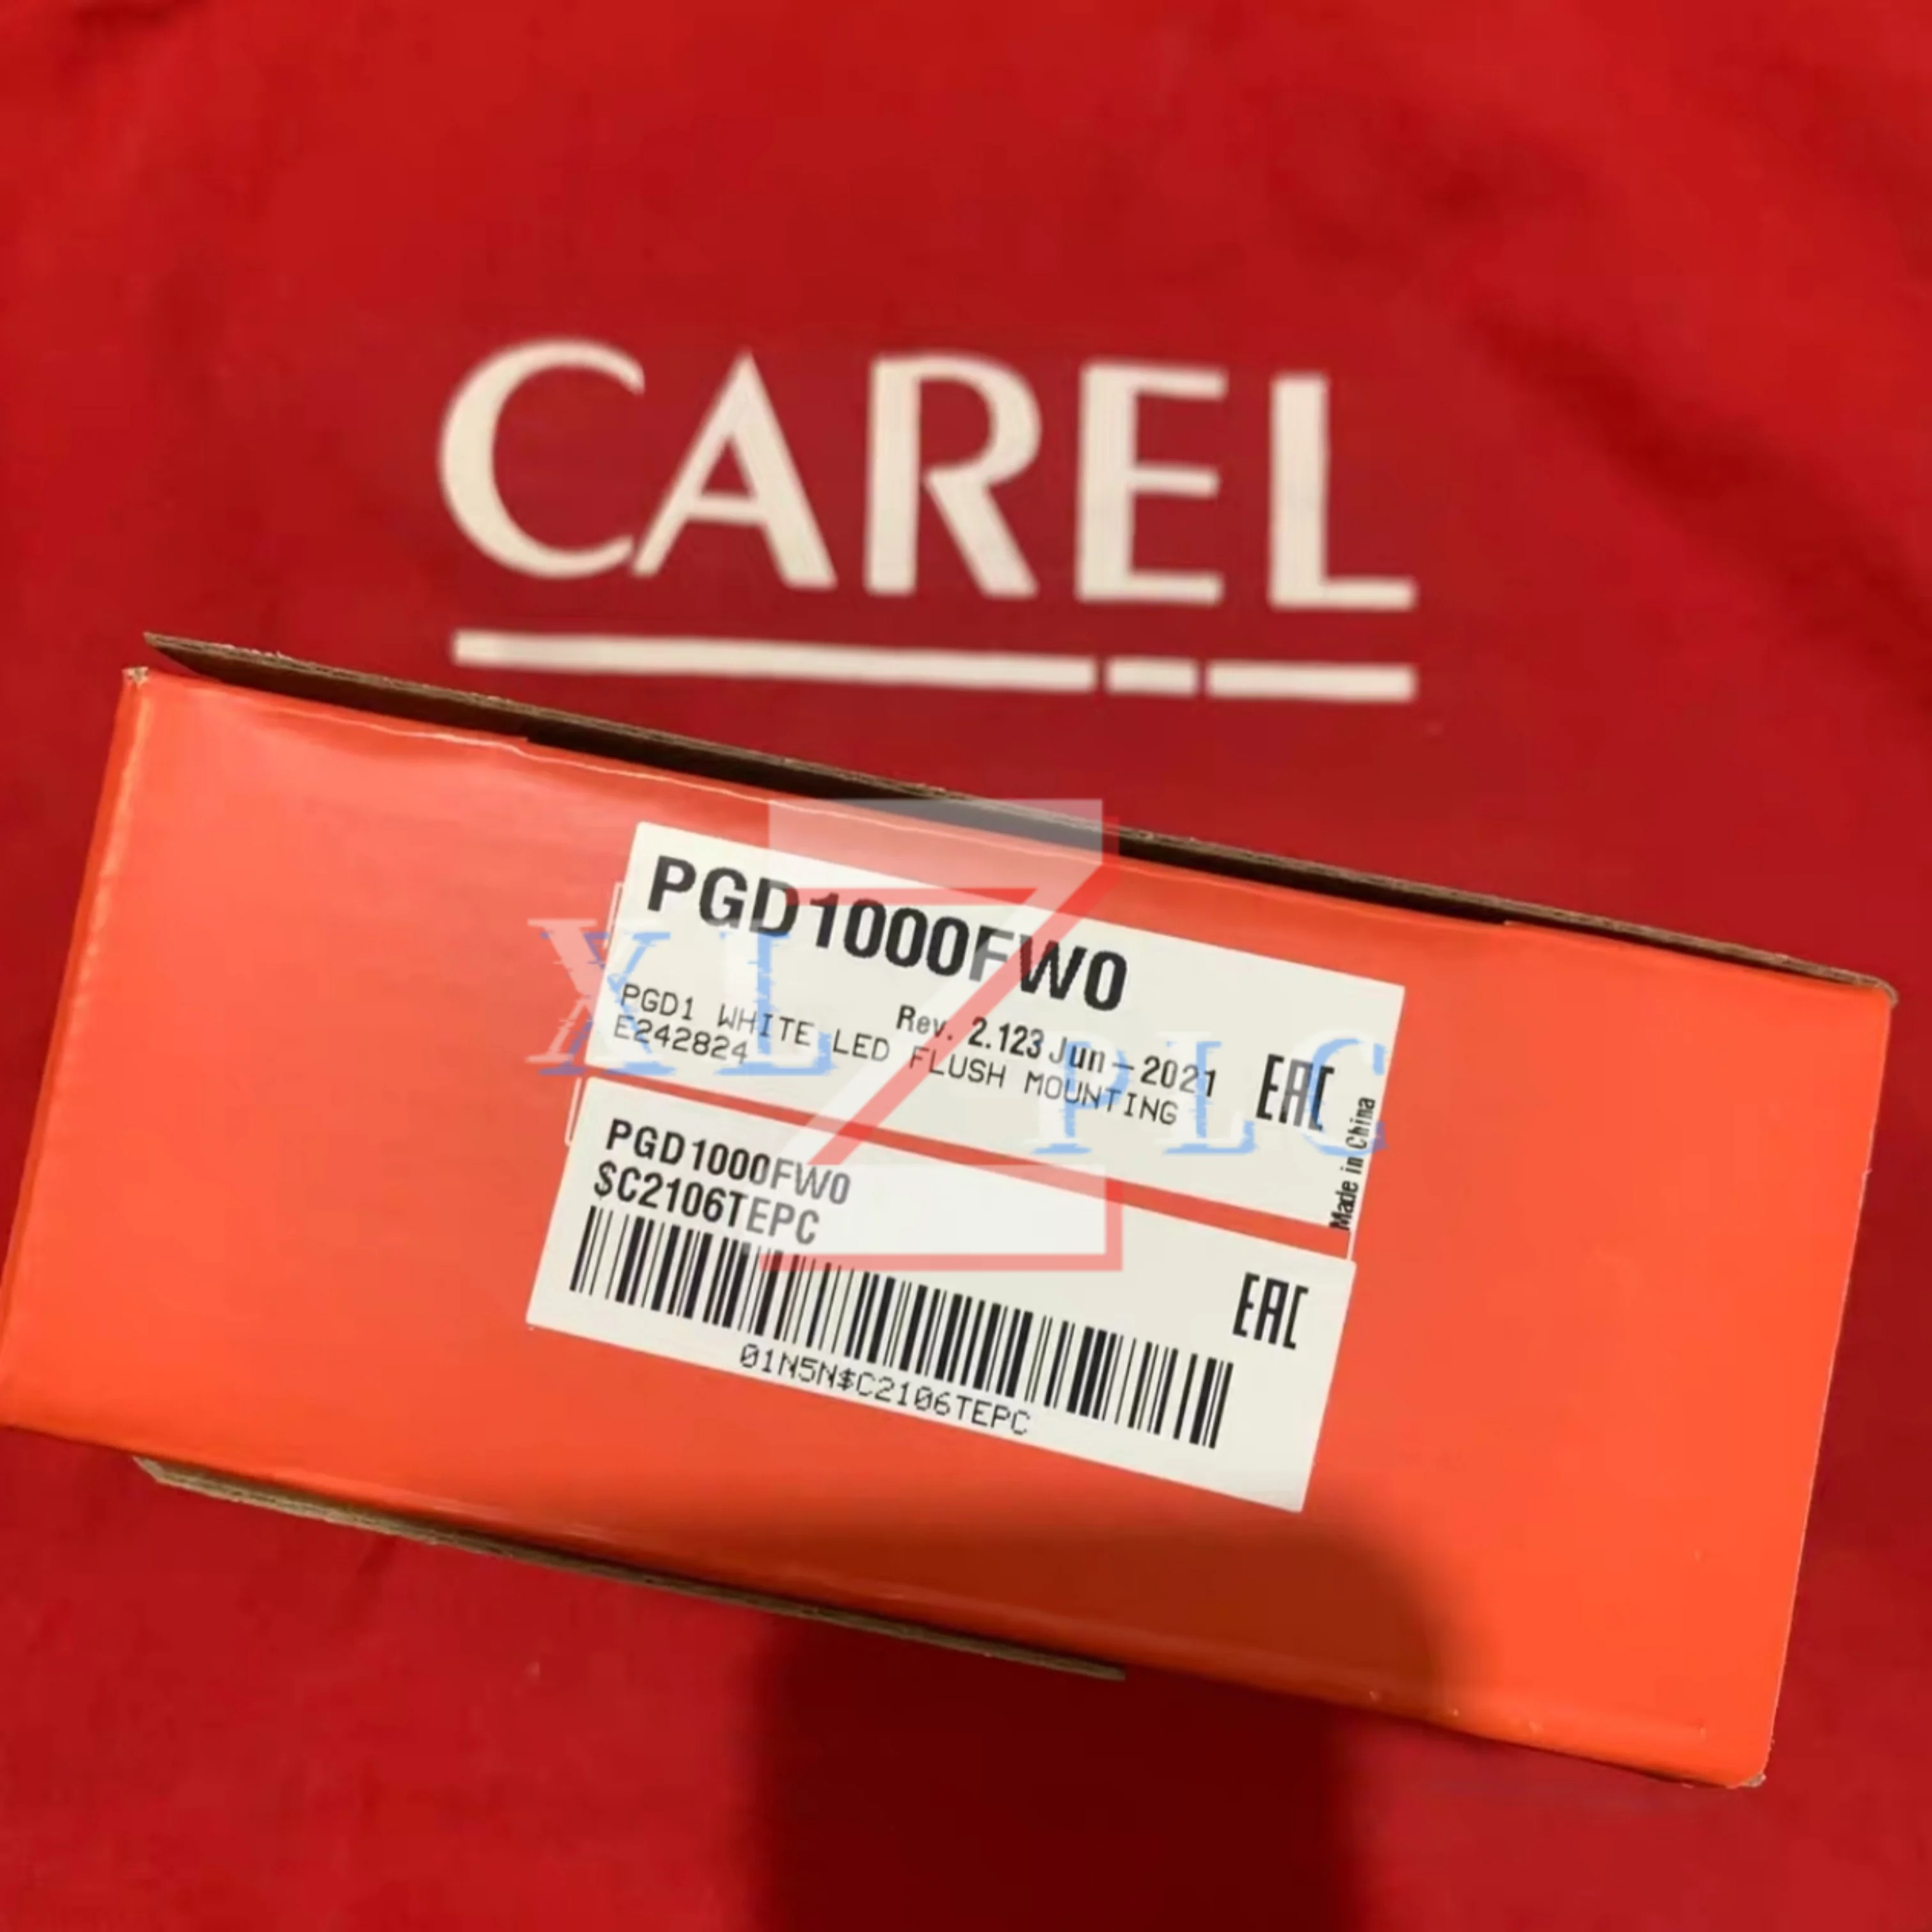 CAREL
PGD1000FW0
Rev. 2.123 Jun-2021
PGD1 WHITE LED FLUSH MOUNTING
E242824
EAC
Made in China
XL Z PLC
PGD1000FW0
$C2106TEPC
EAC
01N5N$C2106TEPC